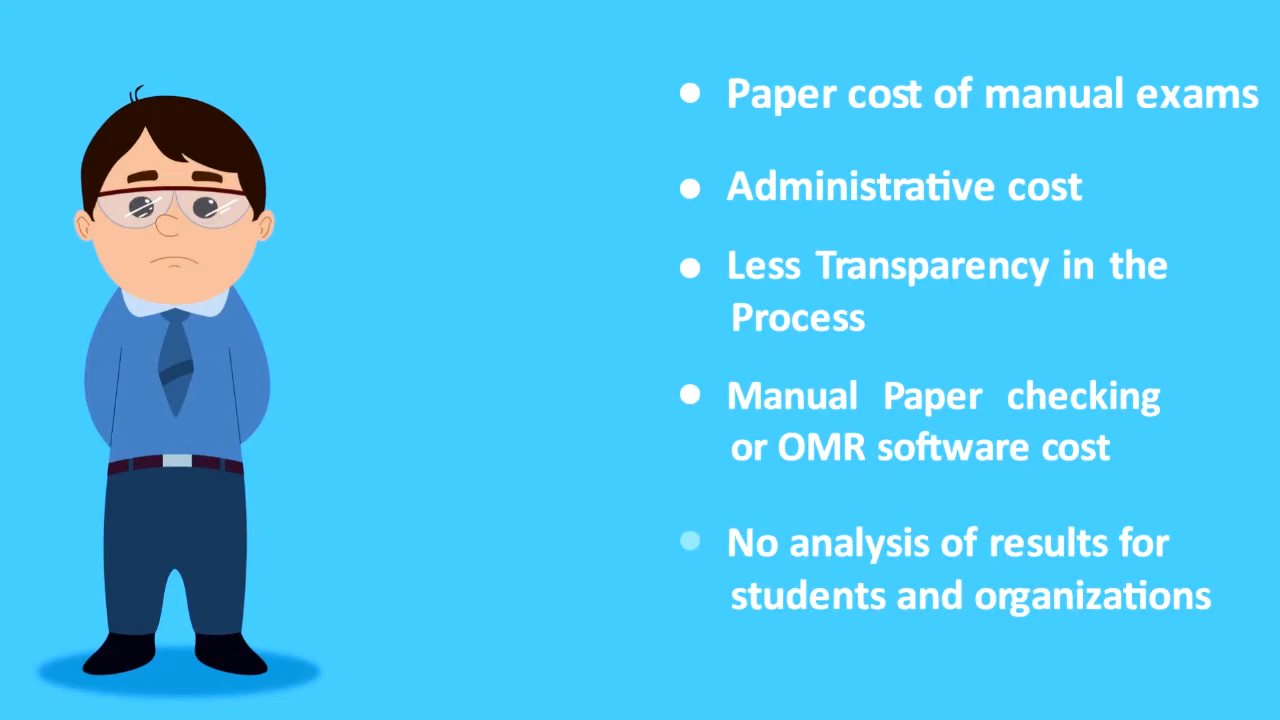 • Paper cost of manual exams
• Administrative cost
• Less Transparency in the
Process
• Manual Paper checking
or OMR software cost
• No analysis of results for
students and organizations